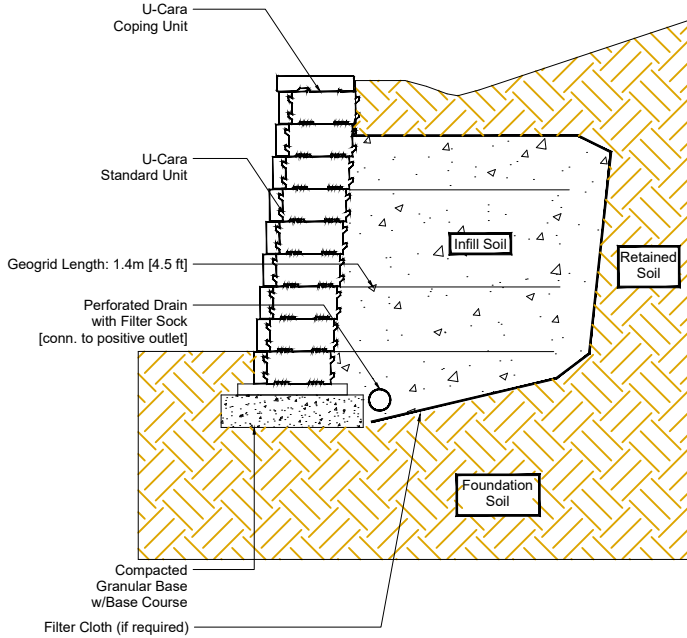 U-Cara
Coping Unit
U-Cara
Standard Unit
Infill Soil
Retained
Soil
Geogrid Length: 1.4m [4.5 ft]
Perforated Drain
with Filter Sock
[conn. to positive outlet]
Foundation
Soil
Compacted
Granular Base
w/Base Course
Filter Cloth (if required)